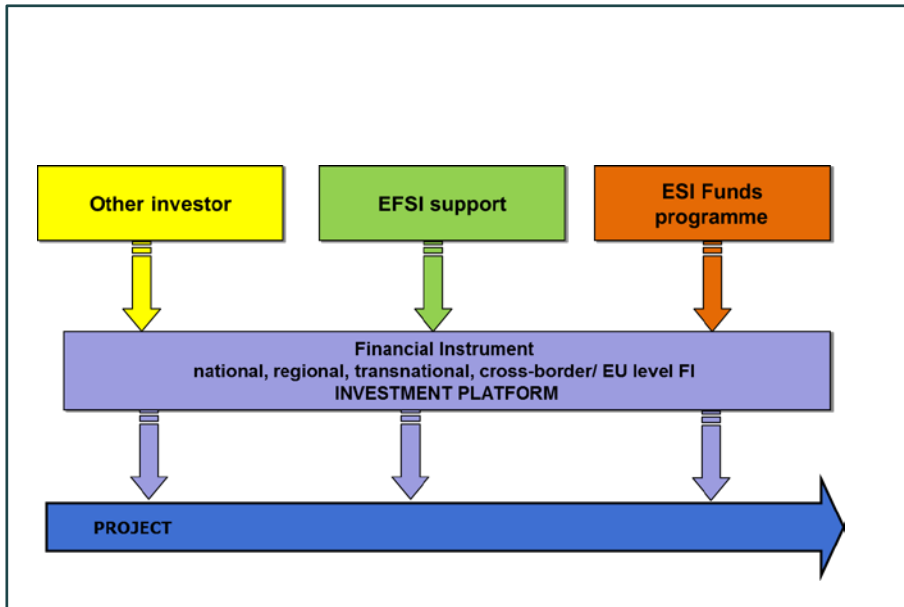 Other investor
EFSI support
ESI Funds
programme
Financial Instrument
national, regional, transnational, cross-border/ EU level FI
INVESTMENT PLATFORM
PROJECT